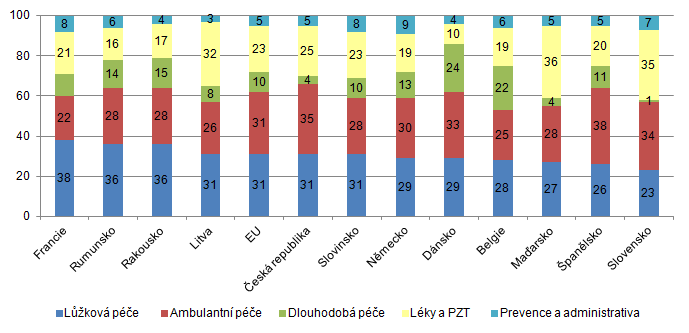 100
80
60
40
20
0
8 6 4 3 5 5 8 9 4 6 5 5 7
21 16 17 32 23 25 23 19 10 19 36 20 35
14 15 8 10 4 10 13 24 22 4 11 1
22 28 28 26 31 35 28 30 33 25 28 38 34
38 36 36 31 31 31 31 29 29 28 27 26 23
Francie Rumunsko Rakousko Litva EU Česká republika Slovinsko Německo Dánsko Belgie Maďarsko Španělsko Slovensko
Lůžková péče Ambulantní péče Dlouhodobá péče Léky a PZT Prevence a administrativa